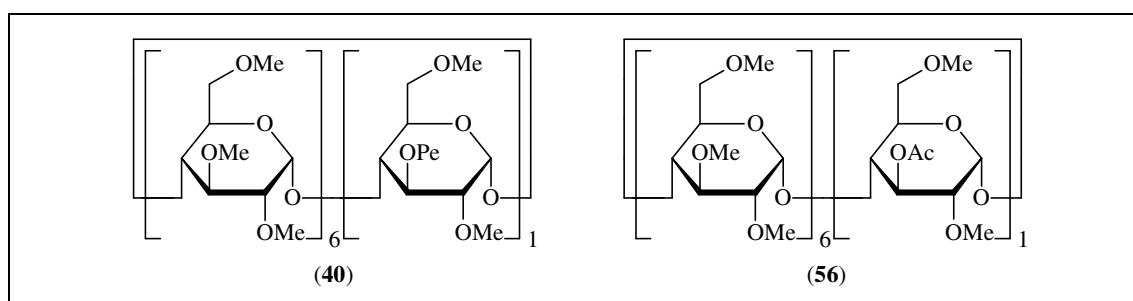 OMe OMe OMe OMe
O O O O
OMe OPe OMe OAc
O O O O
OMe 6 OMe 1 OMe 6 OMe 1
(40) (56)